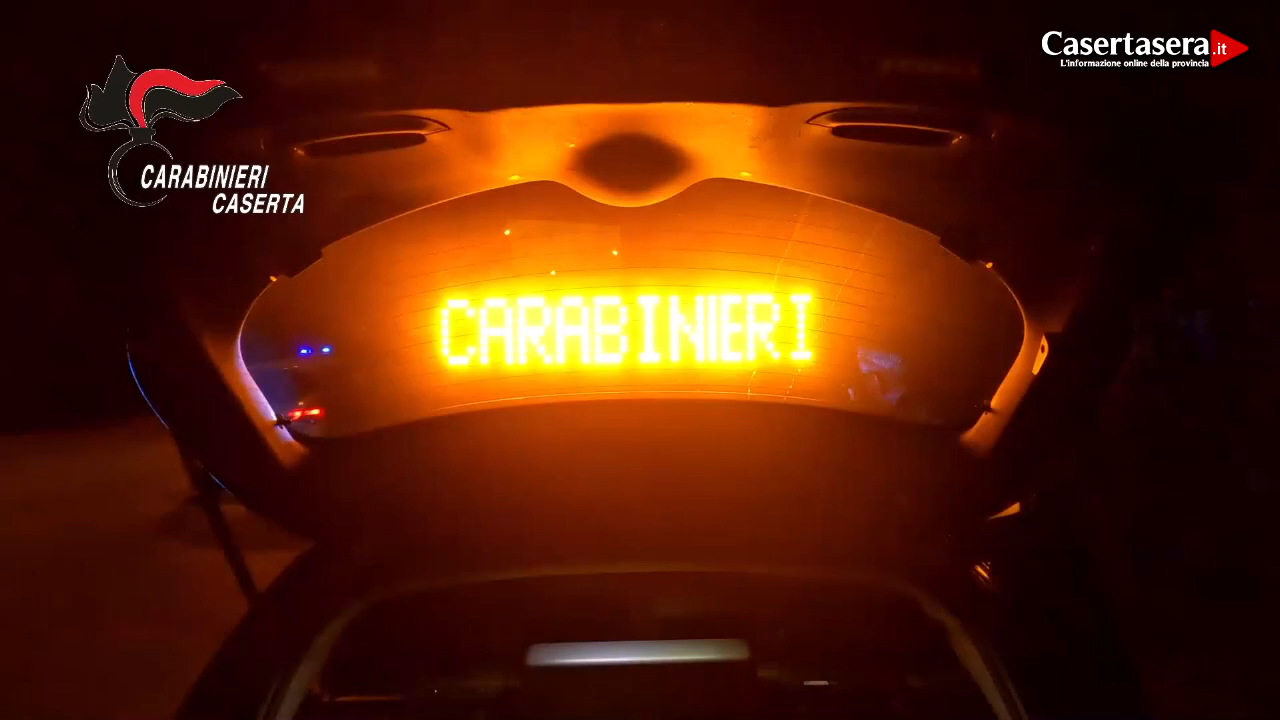 Casertasera.it
L'informazione online della provincia
CARABINIERI
CASERTA
CARABINIERI